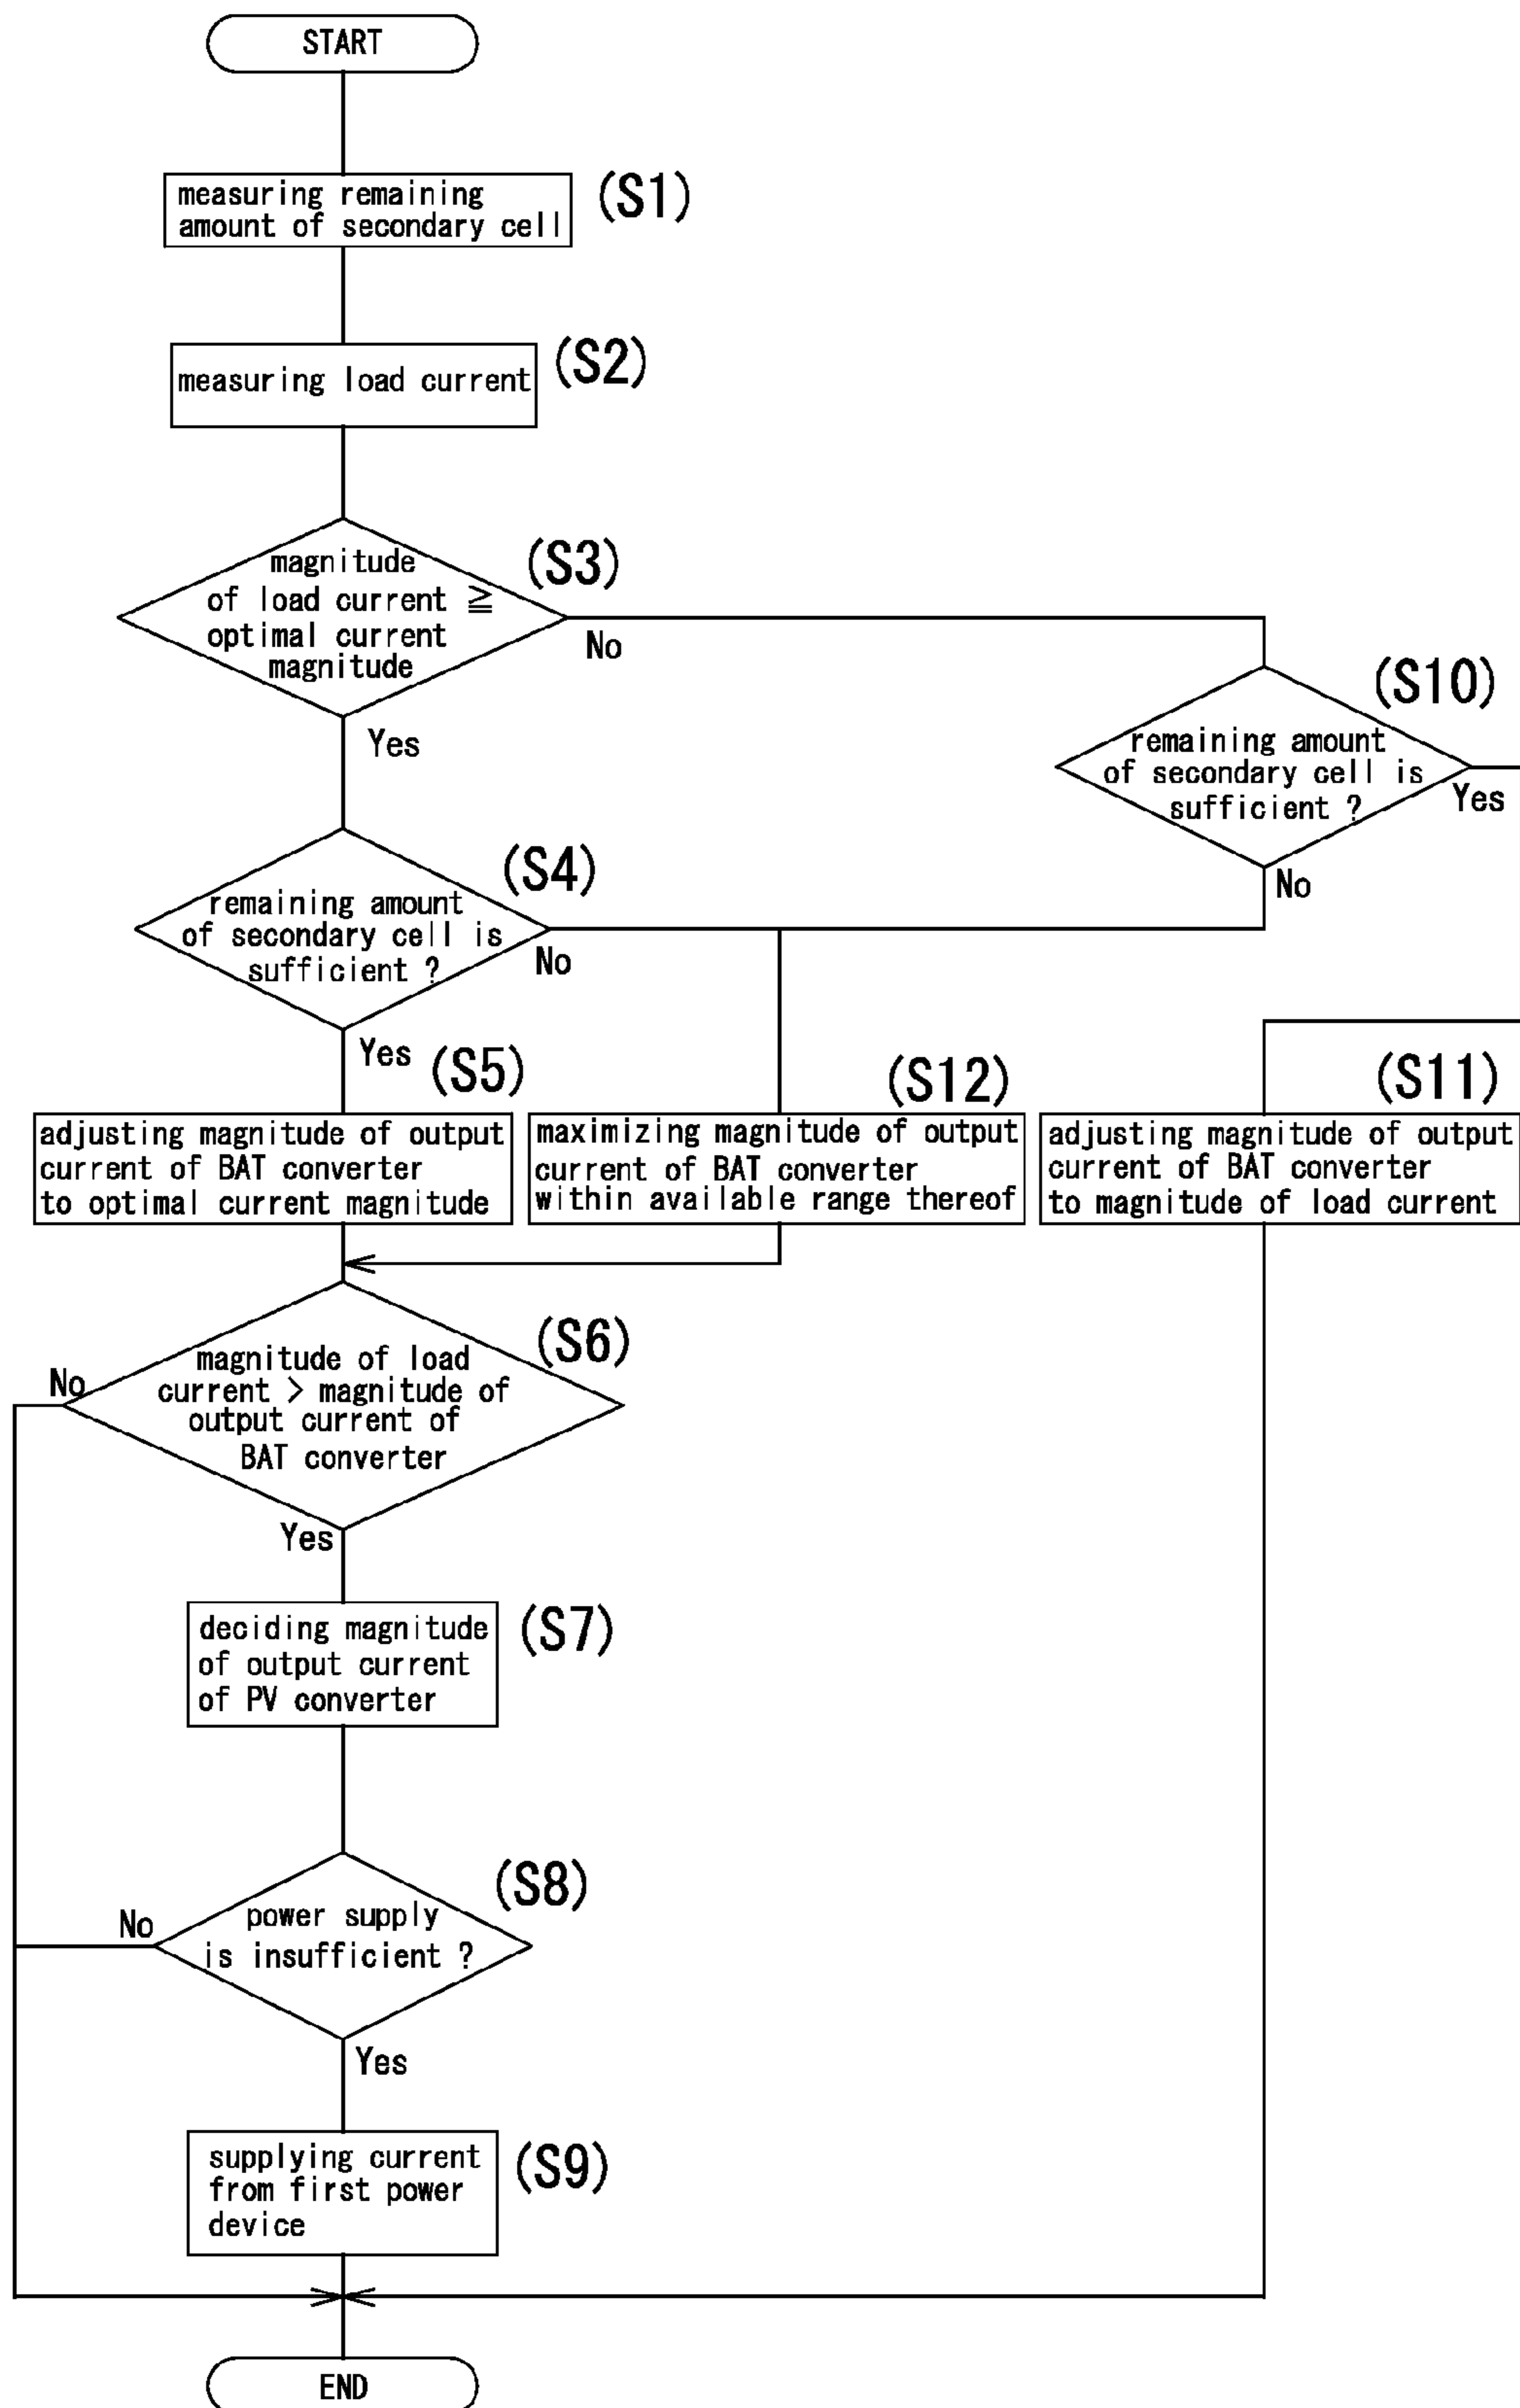 START
measuring remaining
amount of secondary cell
(S1)
measuring load current
(S2)
magnitude
of load current ≧
optimal current
magnitude
(S3)
No
Yes
(S10)
remaining amount
of secondary cell is
sufficient ?
Yes
No
(S4)
remaining amount
of secondary cell is
sufficient ?
No
Yes
(S5)
adjusting magnitude of output
current of BAT converter
to optimal current magnitude
(S12)
maximizing magnitude of output
current of BAT converter
within available range thereof
(S11)
adjusting magnitude of output
current of BAT converter
to magnitude of load current
(S6)
magnitude of load
current > magnitude of
output current of
BAT converter
No
Yes
deciding magnitude
of output current
of PV converter
(S7)
(S8)
power supply
is insufficient ?
No
Yes
supplying current
from first power
device
(S9)
END